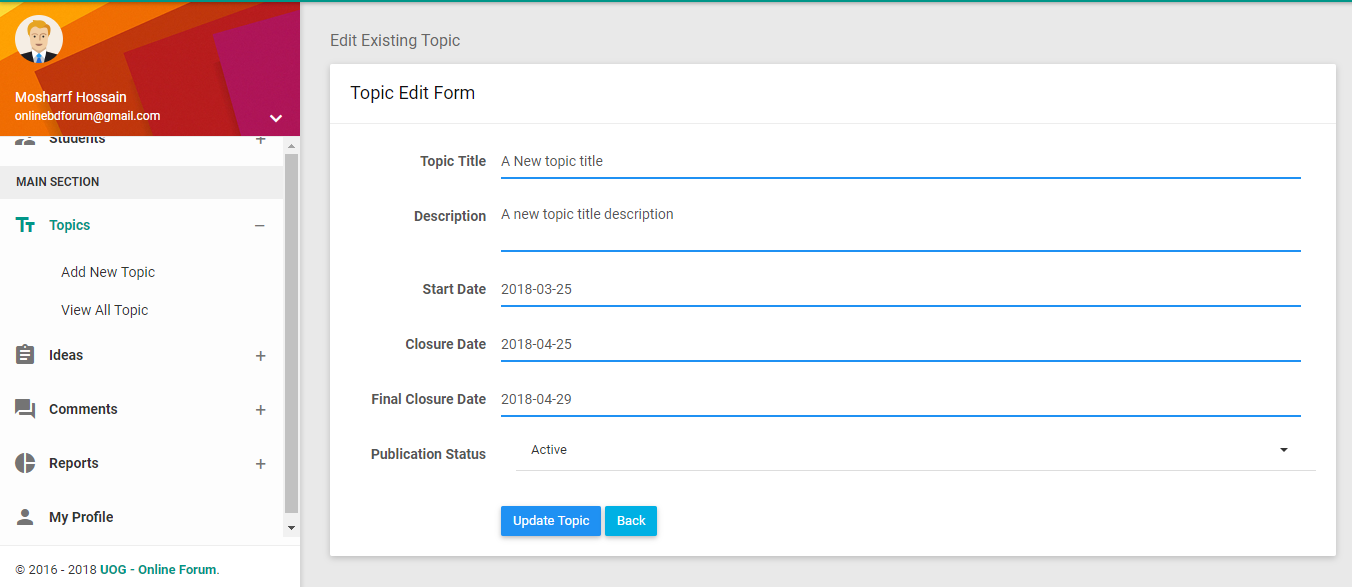 Mosharrf Hossain
onlinebdforum@gmail.com
Students +
MAIN SECTION
Topics −
Add New Topic
View All Topic
Ideas +
Comments +
Reports +
My Profile
© 2016 - 2018 UOG - Online Forum.
Edit Existing Topic
Topic Edit Form
Topic Title A New topic title
Description A new topic title description
Start Date 2018-03-25
Closure Date 2018-04-25
Final Closure Date 2018-04-29
Publication Status Active
Update Topic Back